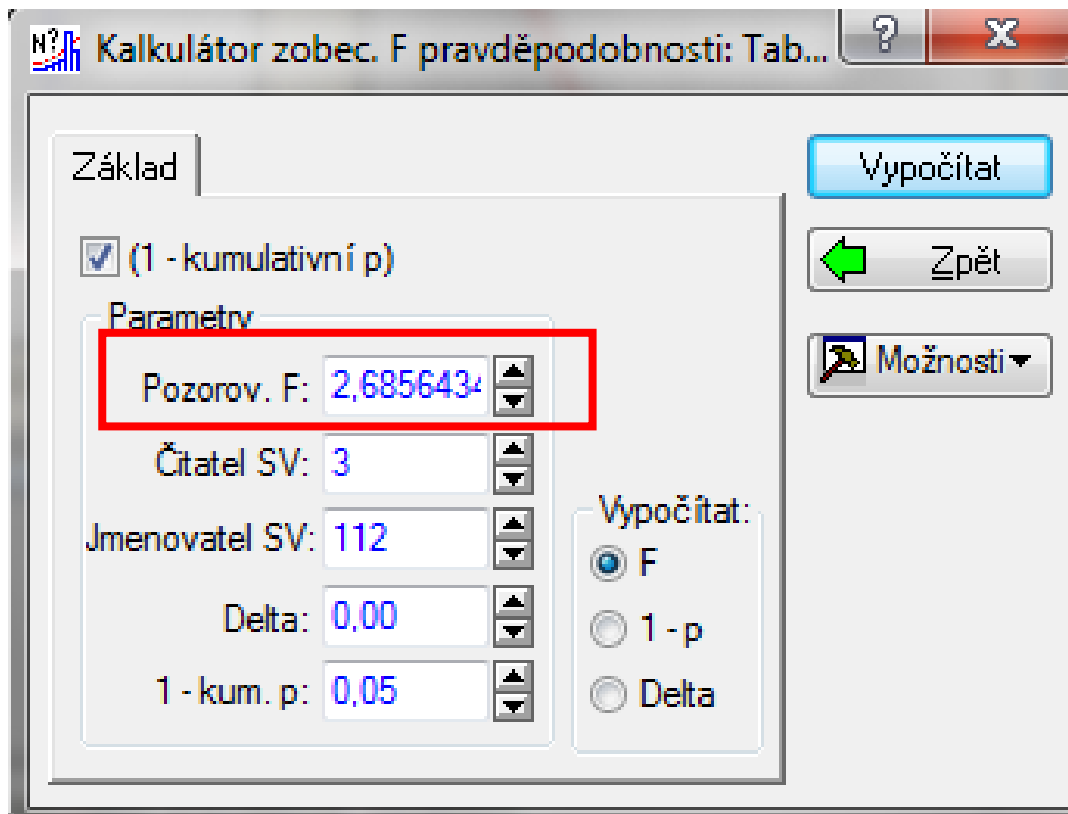 N? Kalkulátor zobec. F pravděpodobnosti: Tab... ? X
Základ
Vypočítat
(1 - kumulativní p)
Zpět
Parametry
Možnosti
Pozorov. F: 2,6856434
Čitatel SV: 3
Jmenovatel SV: 112
Delta: 0,00
1 - kum. p: 0,05
Vypočítat:
F
1 - p
Delta